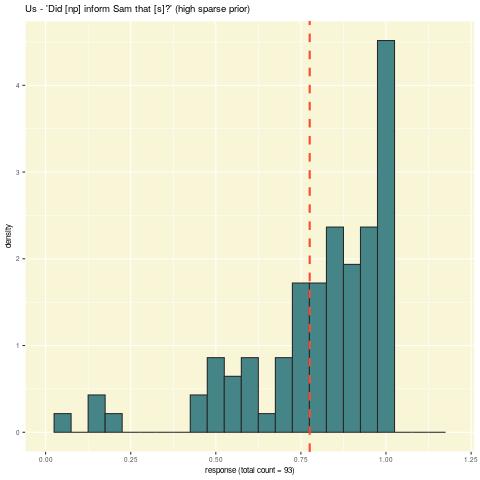 Us - 'Did [np] inform Sam that [s]?' (high sparse prior)
4
3
2
1
0
density
0.00 0.25 0.50 0.75 1.00 1.25
response (total count = 93)